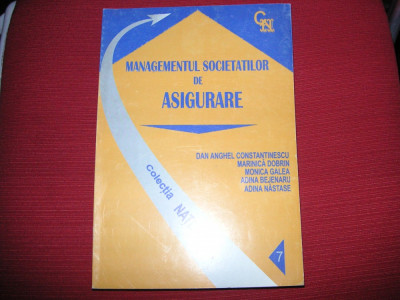 MANAGEMENTUL SOCIETATILOR
DE
ASIGURARE
DAN ANGHEL CONSTANTINESCU
MARINICĂ DOBRIN
MONICA GALEA
ADINA BEJENARU
ADINA NĂSTASE
Colecția
7